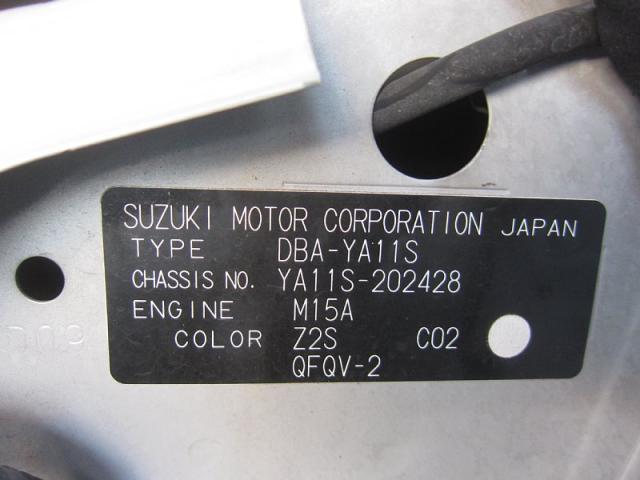 SUZUKI MOTOR CORPORATION JAPAN
TYPE DBA-YA11S
CHASSIS NO. YA11S-202428
ENGINE M15A
COLOR Z2S C02
QFQV-2